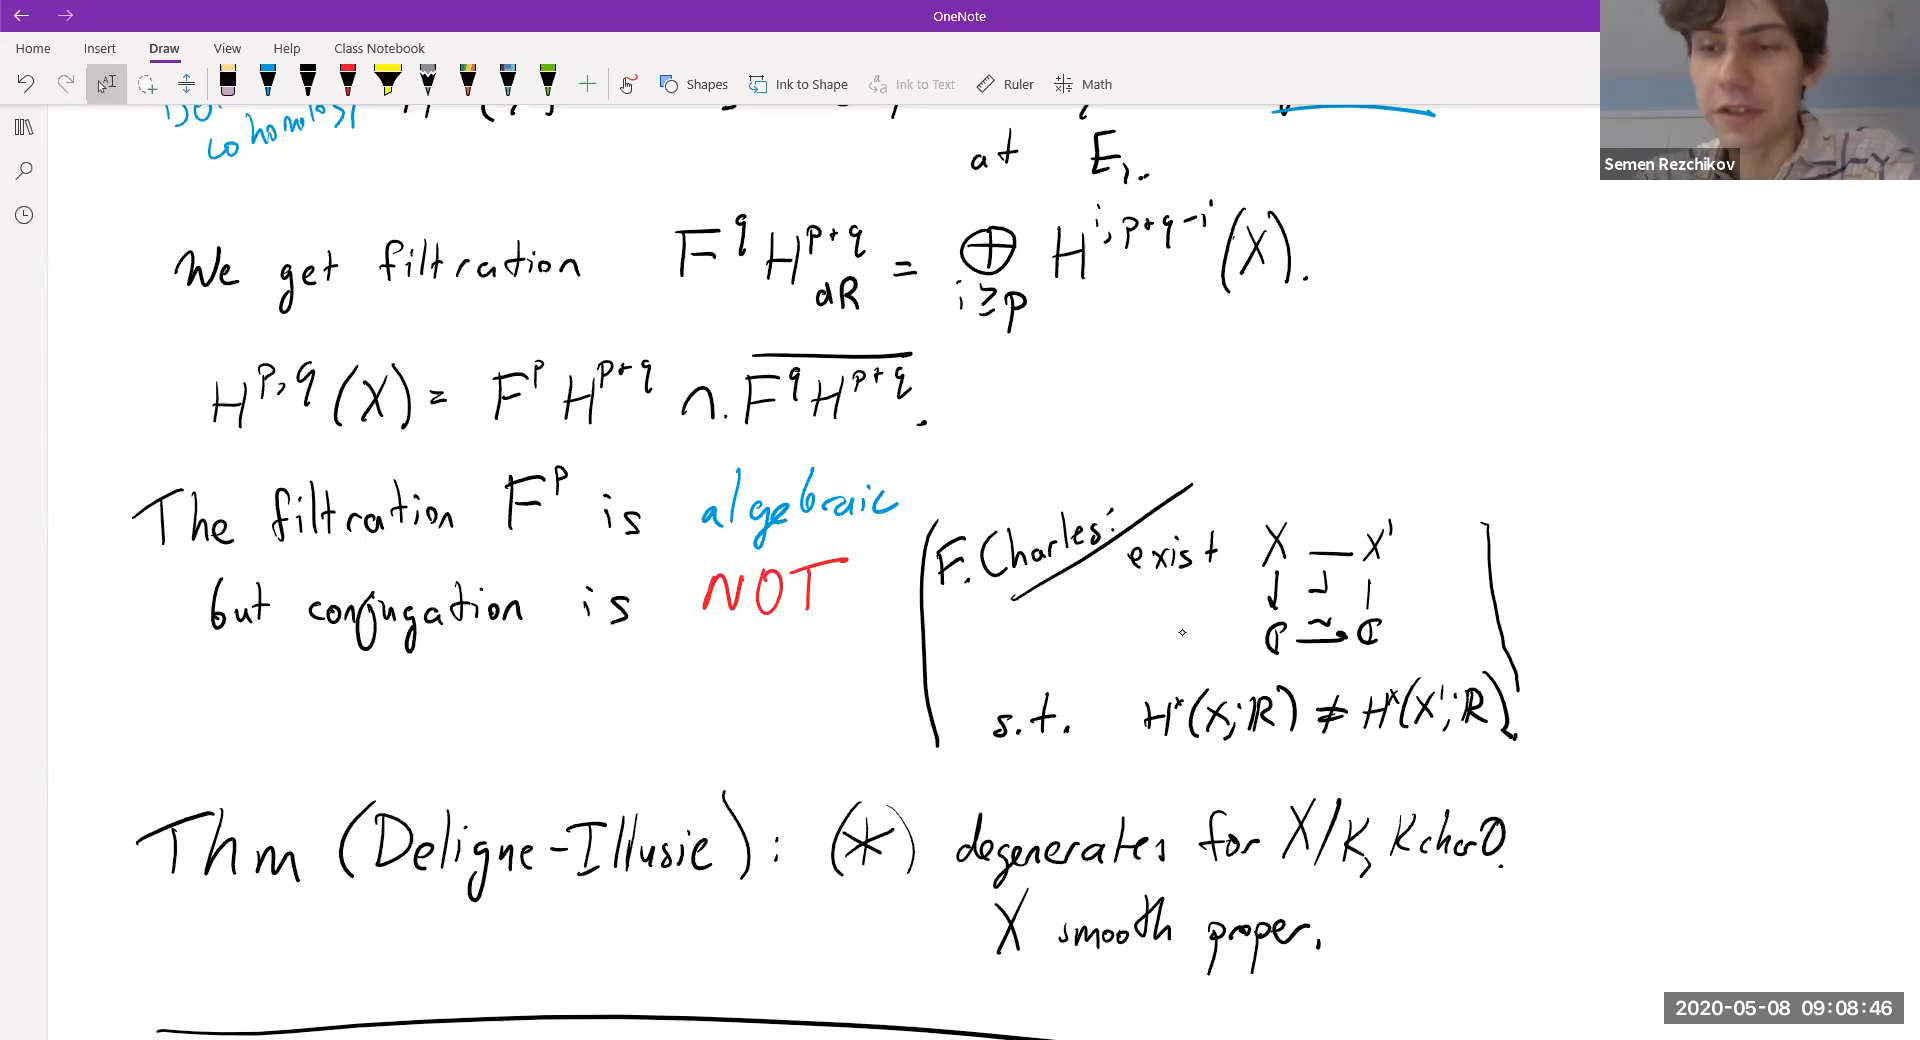 OneNote
Home Insert Draw View Help Class Notebook
Shapes Ink to Shape Ink to Text Ruler Math
Semen Rezchikov
cohomology
at E₁.
We get filtration F^q H^{p+q}_{dR} = ⊕_{i≥p} H^{i,p+q-i}(X).
H^{p,q}(X) = F^p H^{p+q} ∩ \overline{F^q H^{p+q}}.
The filtration F^p is algebraic
but conjugation is NOT
(F. Charles: exist X — X'
↓ ⌟ |
ℂ ⥲ ℂ
s.t. H*(X;ℝ) ≠ H*(X';ℝ).)
Thm (Deligne-Illusie): (*) degenerates for X/K, K char 0.
X smooth proper.
2020-05-08 09:08:46